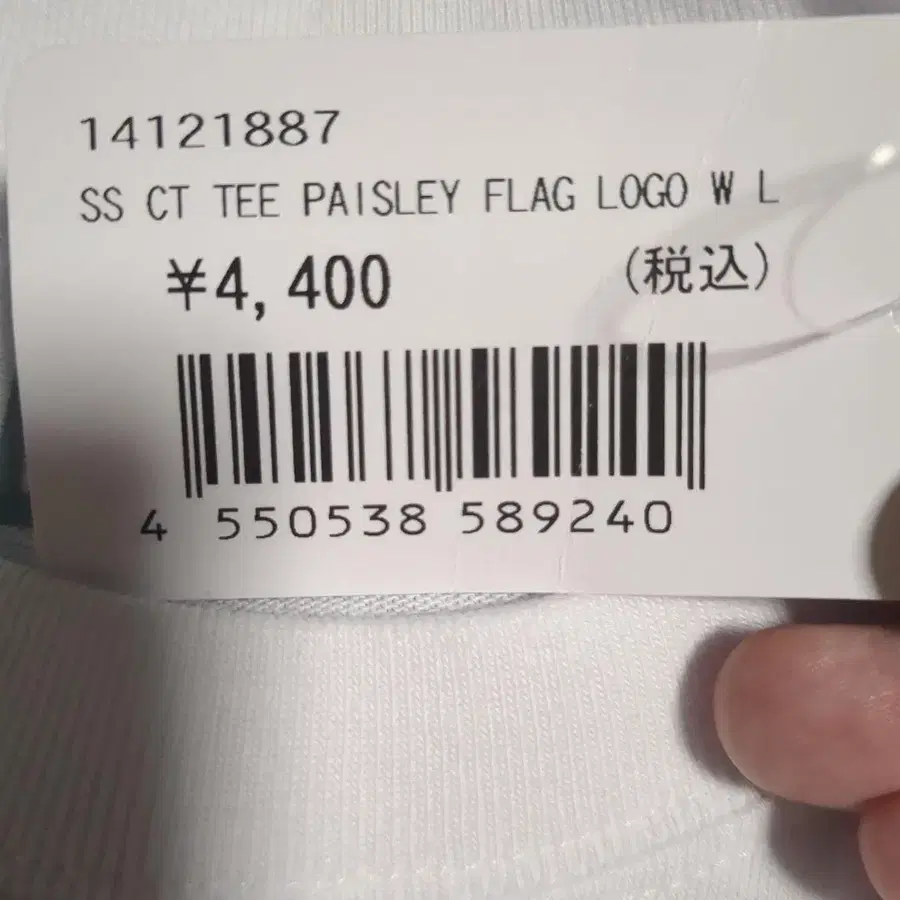 14121887
SS CT TEE PAISLEY FLAG LOGO W L
¥4,400 (税込)
4 550538 589240